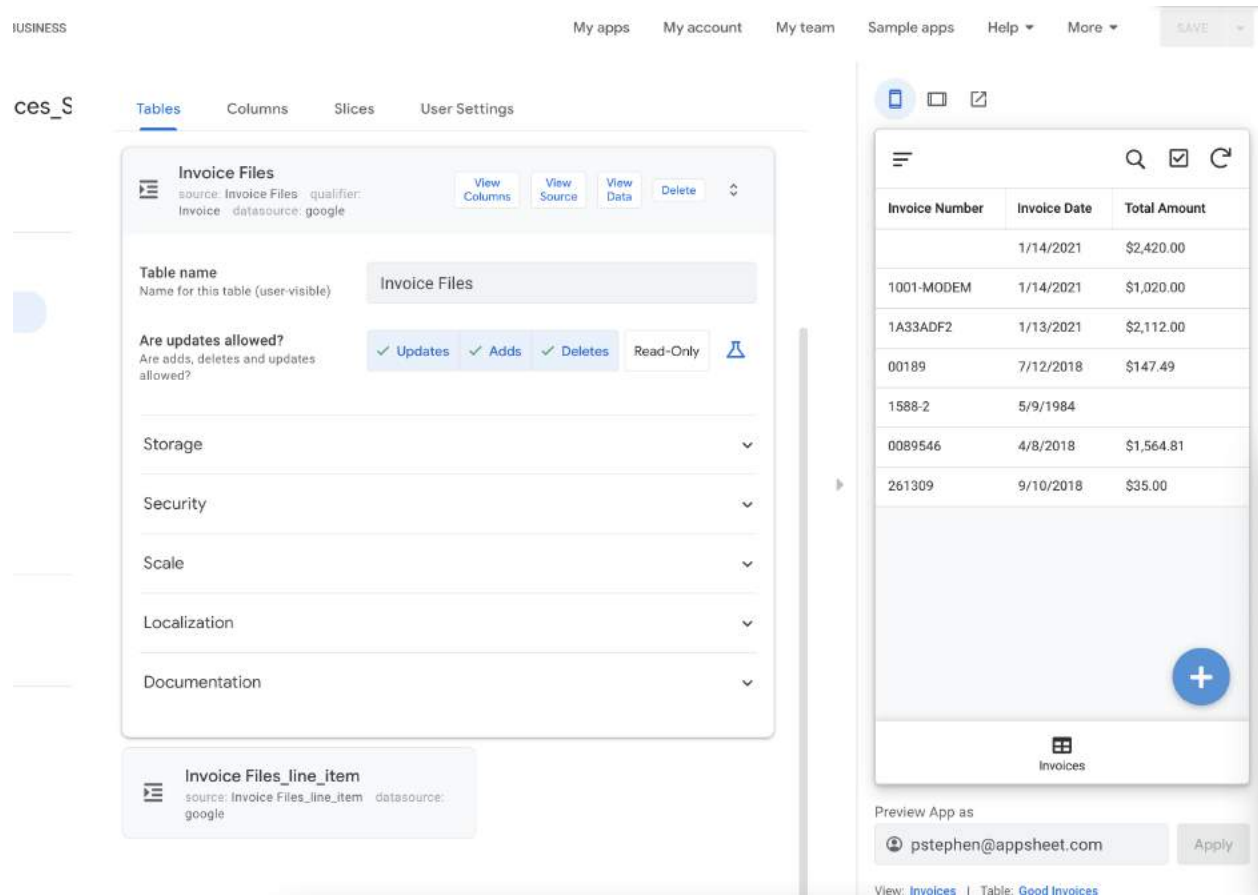 BUSINESS
My apps My account My team Sample apps Help More SAVE
ces_S
Tables Columns Slices User Settings
Invoice Files
source: Invoice Files qualifier:
Invoice datasource: google
View Columns
View Source
View Data
Delete
Table name
Name for this table (user-visible)
Invoice Files
Are updates allowed?
Are adds, deletes and updates
allowed?
Updates Adds Deletes Read-Only
Storage
Security
Scale
Localization
Documentation
Invoice Files_line_item
source: Invoice Files_line_item datasource:
google
Invoice Number Invoice Date Total Amount
1/14/2021 $2,420.00
1001-MODEM 1/14/2021 $1,020.00
1A33ADF2 1/13/2021 $2,112.00
00189 7/12/2018 $147.49
1588-2 5/9/1984
0089546 4/8/2018 $1,564.81
261309 9/10/2018 $35.00
Invoices
Preview App as
pstephen@appsheet.com Apply
View: Invoices | Table: Good Invoices